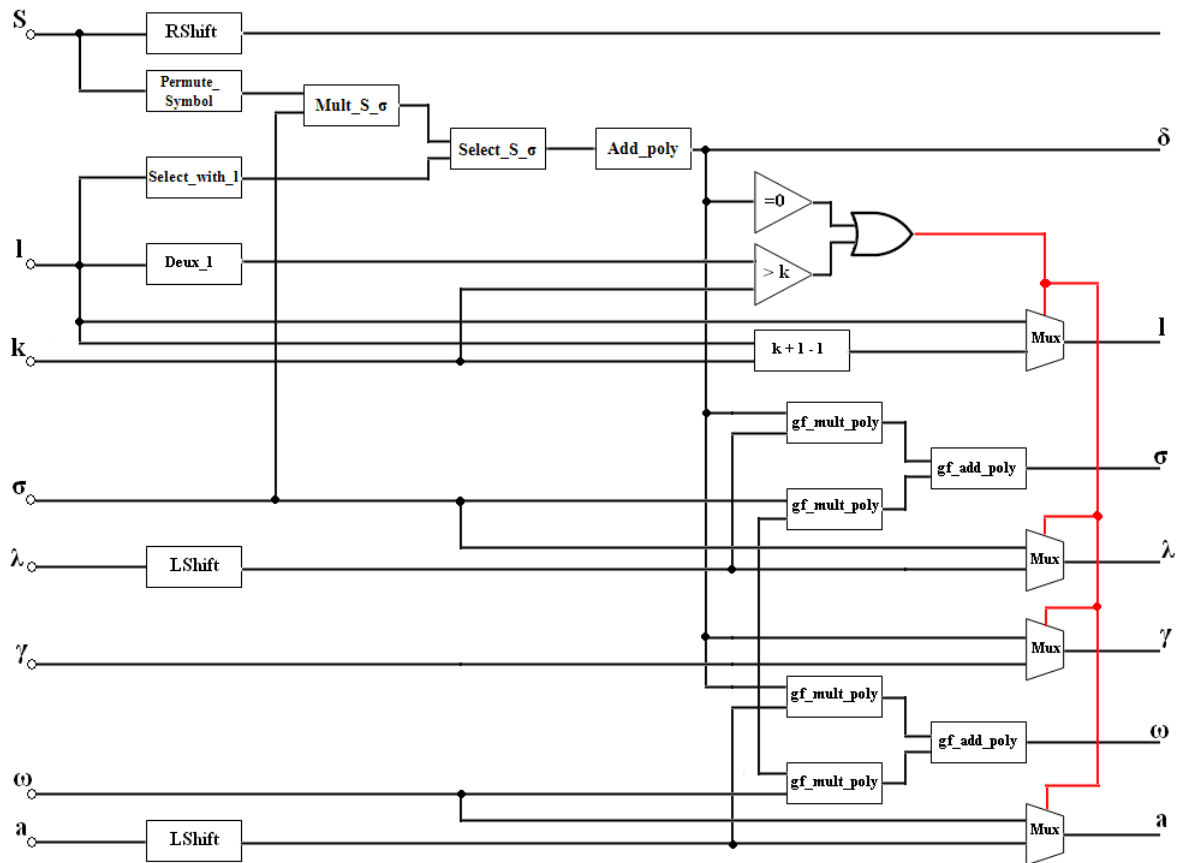 S
RShift
Permute_
Symbol
Mult_S_σ
Select_S_σ
Add_poly
δ
Select_with_l
=0
l
Deux_l
> k
Mux
l
k
k + l - l
gf_mult_poly
σ
gf_add_poly
σ
gf_mult_poly
λ
LShift
Mux
λ
γ
Mux
γ
gf_mult_poly
gf_add_poly
ω
ω
gf_mult_poly
a
LShift
Mux
a